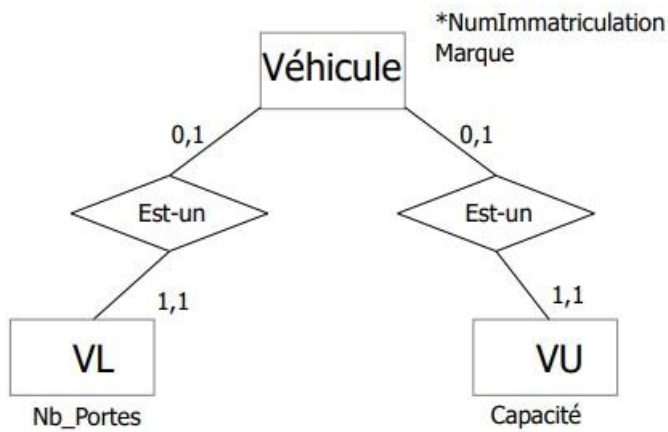 *NumImmatriculation
Marque
Véhicule
0,1
0,1
Est-un
Est-un
1,1
1,1
VL
VU
Nb_Portes
Capacité